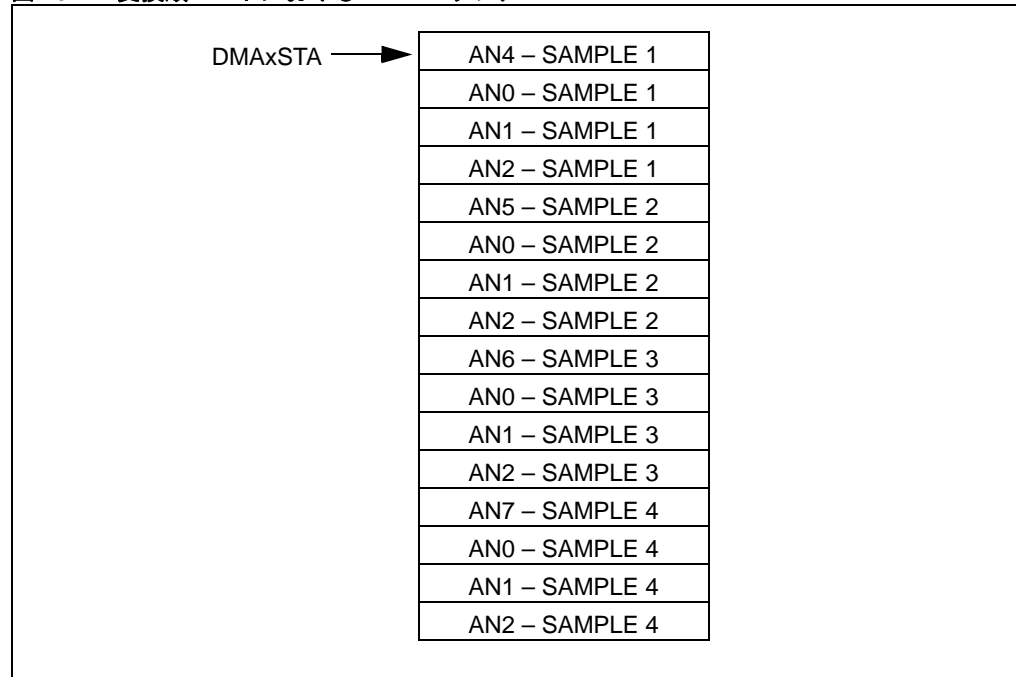 DMAxSTA
AN4 – SAMPLE 1
AN0 – SAMPLE 1
AN1 – SAMPLE 1
AN2 – SAMPLE 1
AN5 – SAMPLE 2
AN0 – SAMPLE 2
AN1 – SAMPLE 2
AN2 – SAMPLE 2
AN6 – SAMPLE 3
AN0 – SAMPLE 3
AN1 – SAMPLE 3
AN2 – SAMPLE 3
AN7 – SAMPLE 4
AN0 – SAMPLE 4
AN1 – SAMPLE 4
AN2 – SAMPLE 4